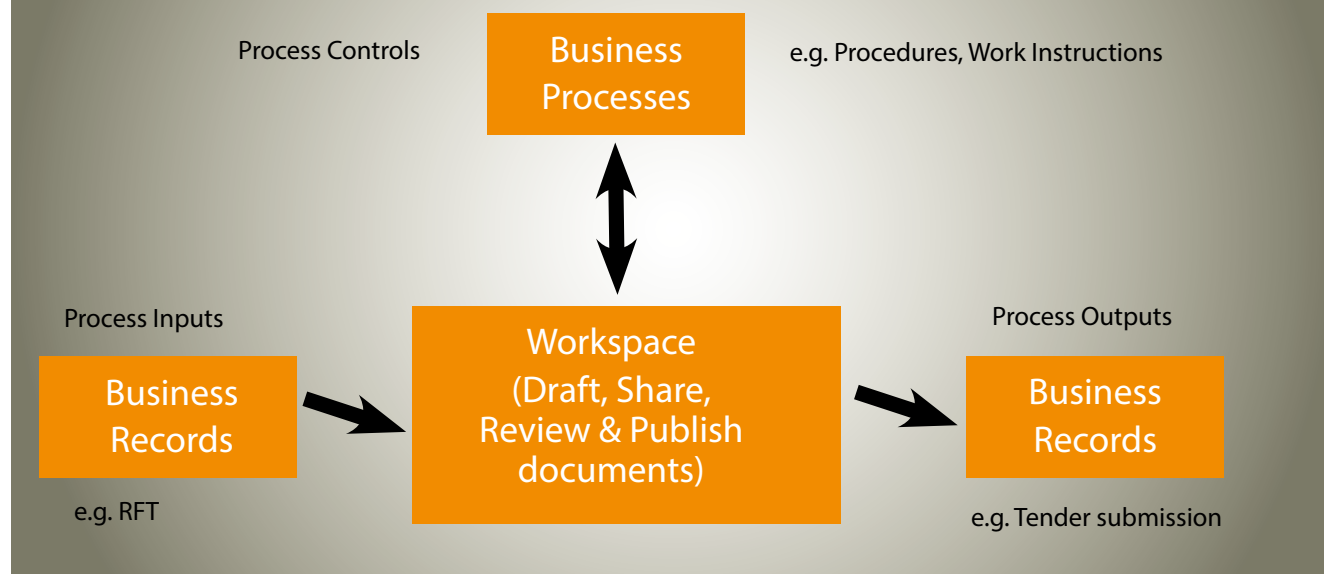 Process Controls
Business
Processes
e.g. Procedures, Work Instructions
Process Inputs
Business
Records
e.g. RFT
Workspace
(Draft, Share,
Review & Publish
documents)
Process Outputs
Business
Records
e.g. Tender submission